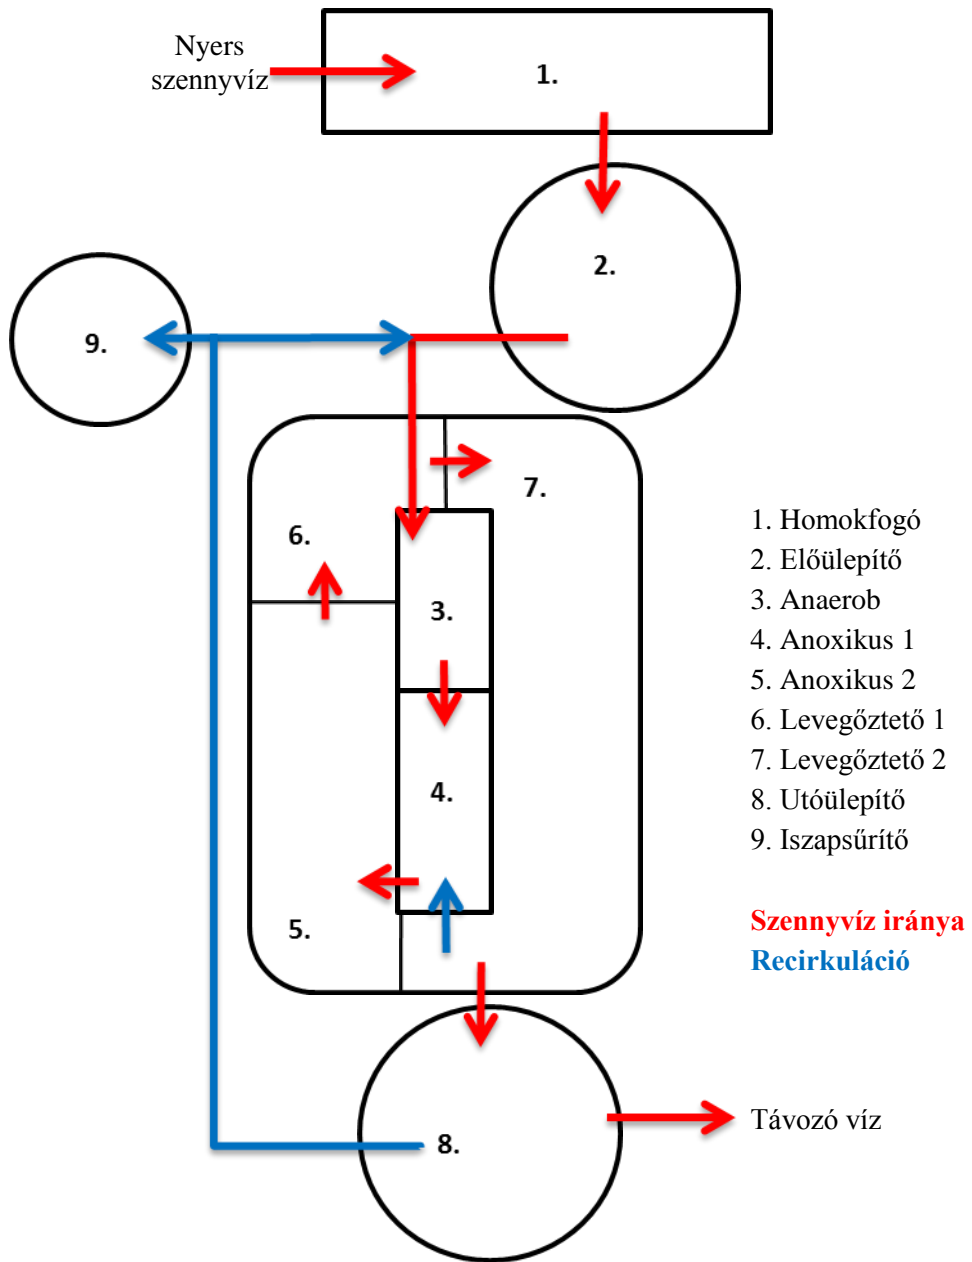 Nyers
szennyvíz
1.
2.
9.
7.
6.
3.
4.
5.
8.
1. Homokfogó
2. Előülepítő
3. Anaerob
4. Anoxikus 1
5. Anoxikus 2
6. Levegőztető 1
7. Levegőztető 2
8. Utóülepítő
9. Iszapsűrítő
Szennyvíz iránya
Recirkuláció
Távozó víz